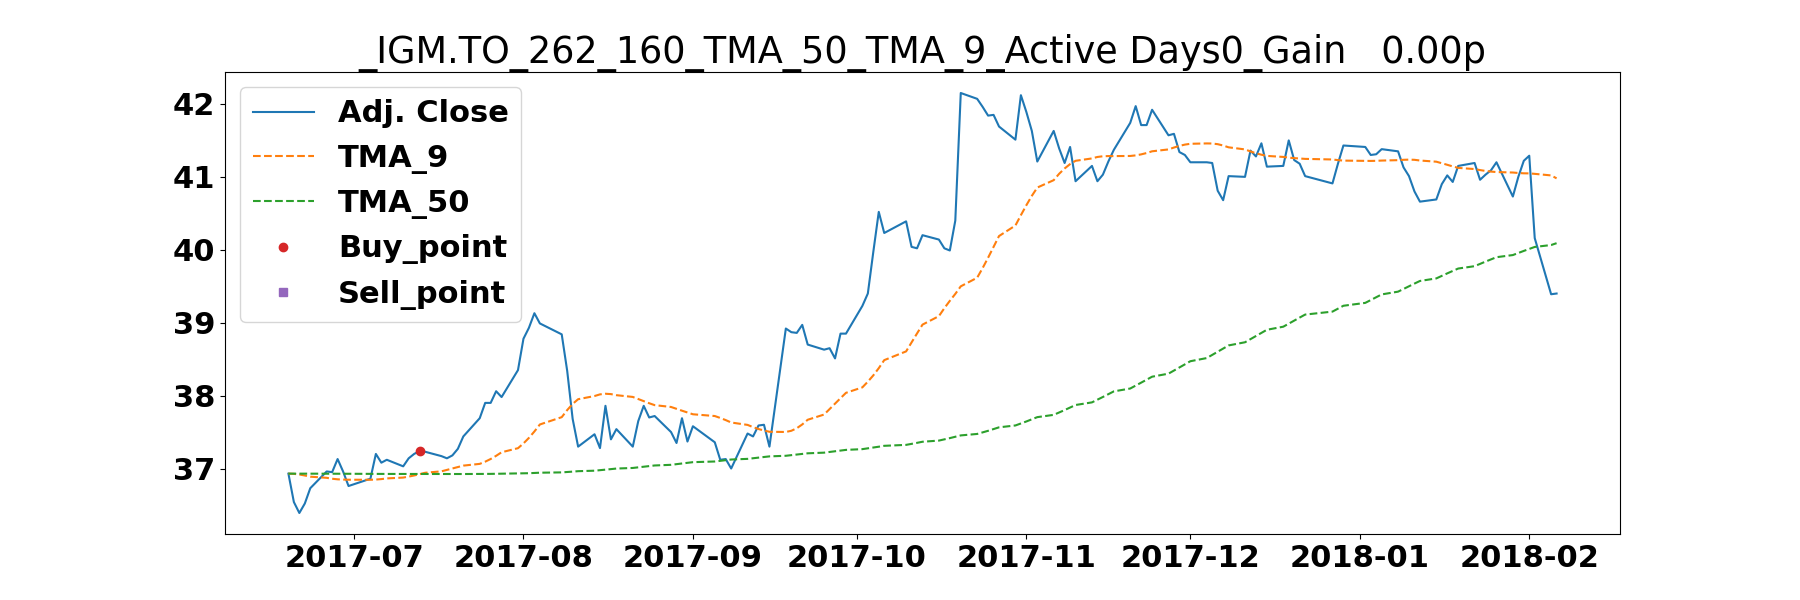 _IGM.TO_262_160_TMA_50_TMA_9_Active Days0_Gain   0.00p
42
41
40
39
38
37
Adj. Close
TMA_9
TMA_50
Buy_point
Sell_point
2017-07 2017-08 2017-09 2017-10 2017-11 2017-12 2018-01 2018-02